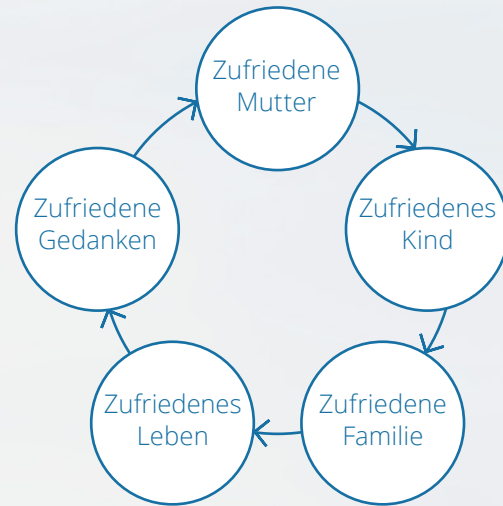 Zufriedene
Mutter
Zufriedenes
Kind
Zufriedene
Familie
Zufriedenes
Leben
Zufriedene
Gedanken